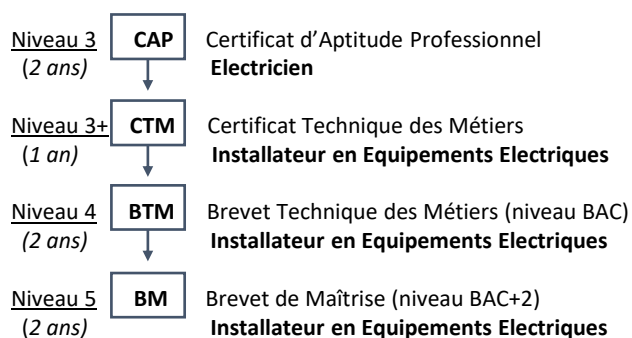 Niveau 3 CAP Certificat d’Aptitude Professionnel
(2 ans) Electricien
Niveau 3+ CTM Certificat Technique des Métiers
(1 an) Installateur en Equipements Electriques
Niveau 4 BTM Brevet Technique des Métiers (niveau BAC)
(2 ans) Installateur en Equipements Electriques
Niveau 5 BM Brevet de Maîtrise (niveau BAC+2)
(2 ans) Installateur en Equipements Electriques